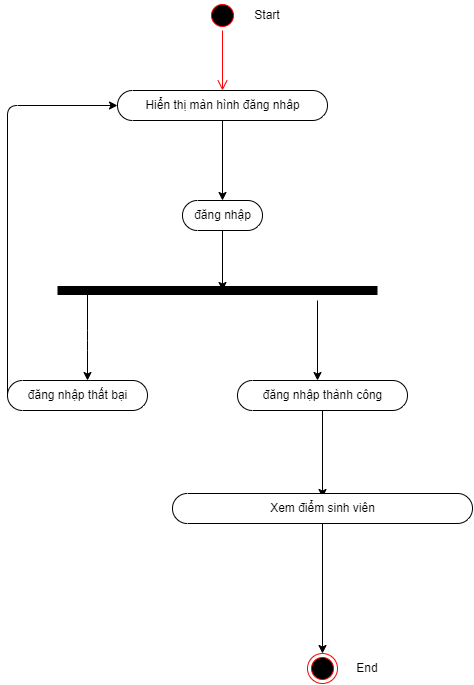 Start
Hiển thị màn hình đăng nhâp
đăng nhập
đăng nhập thất bại
đăng nhập thành công
Xem điểm sinh viên
End